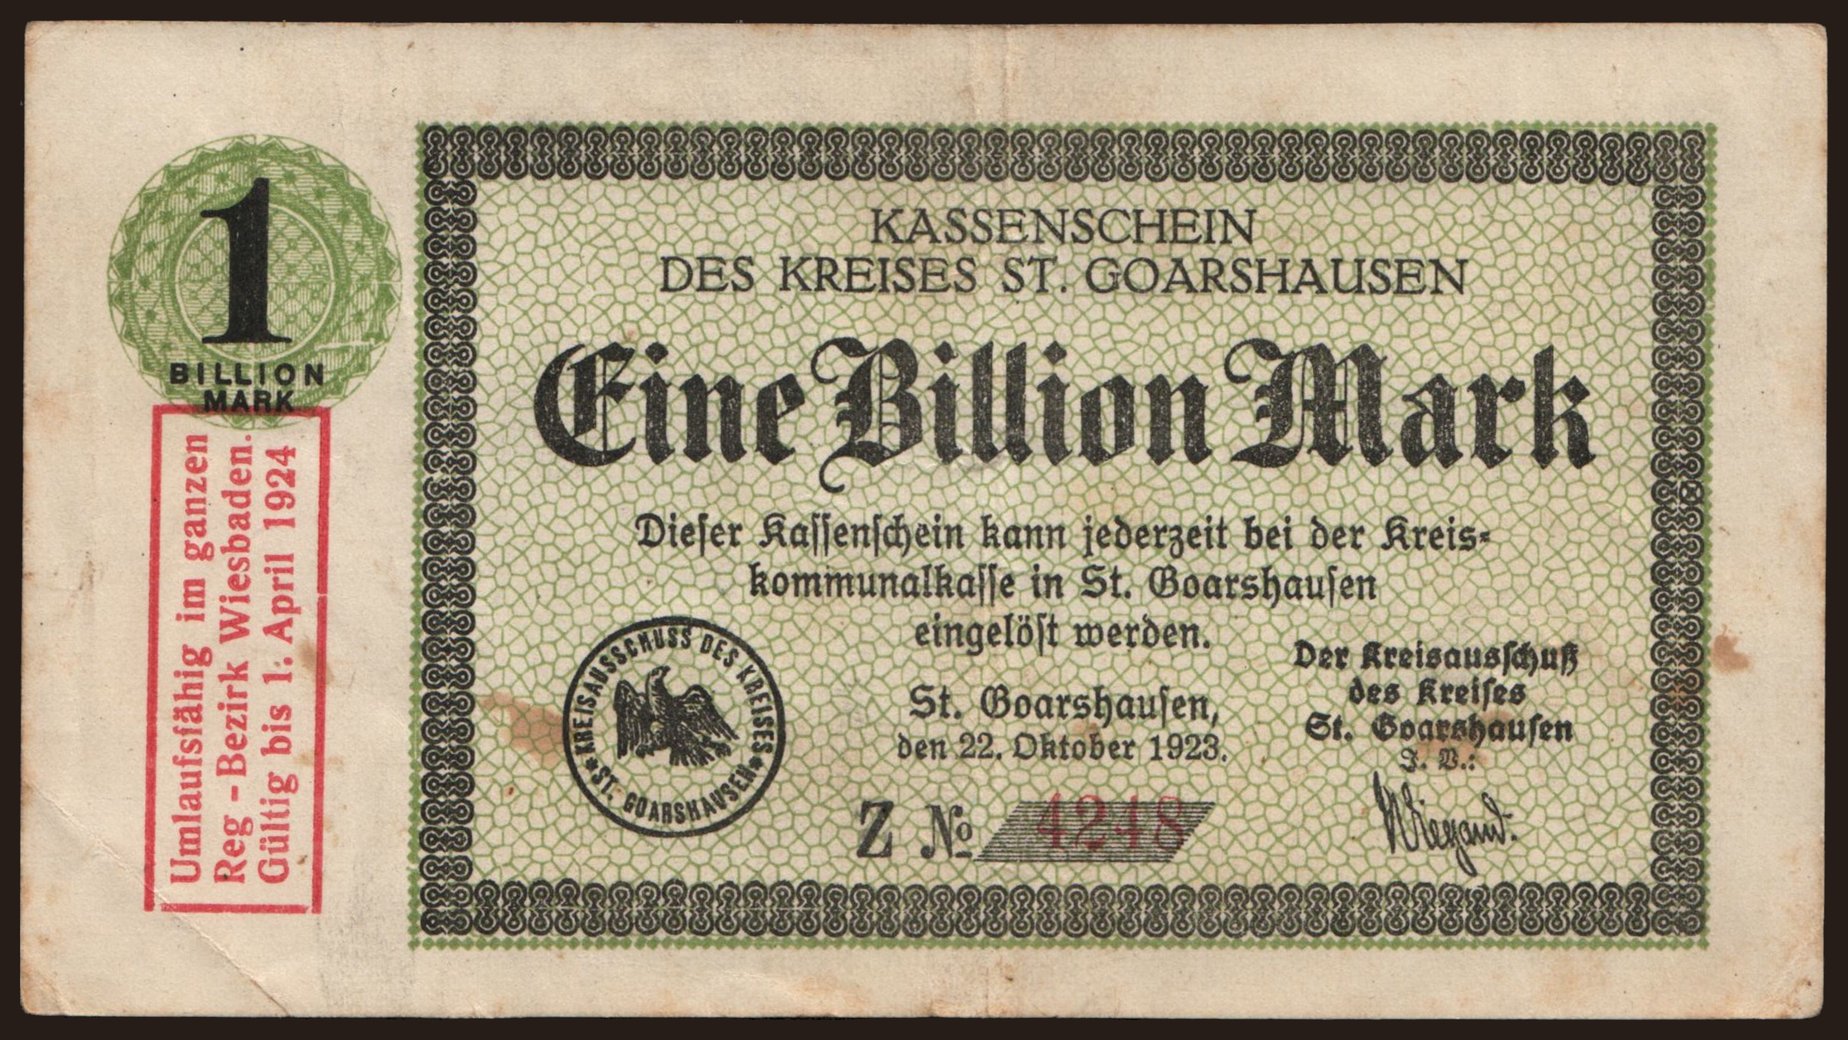 1
BILLION
MARK
Umlaufsfähig im ganzen
Reg - Bezirk Wiesbaden.
Gültig bis 1. April 1924
KASSENSCHEIN
DES KREISES ST. GOARSHAUSEN
Eine Billion Mark
Dieser Kassenschein kann jederzeit bei der Kreis-
kommunalkasse in St. Goarshausen
eingelöst werden.
KREISAUSSCHUSS DES KREISES
ST. GOARSHAUSEN
St. Goarshausen,
den 22. Oktober 1923.
Z No 4248
Der Kreisausschuß
des Kreises
St. Goarshausen
I. V.:
Wiegand.